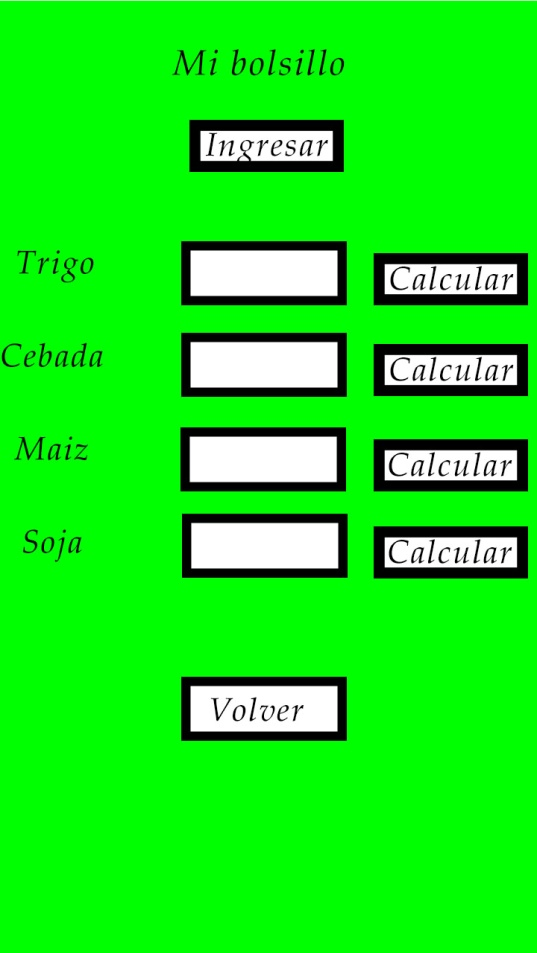 Mi bolsillo
Ingresar
Trigo
Calcular
Cebada
Calcular
Maiz
Calcular
Soja
Calcular
Volver